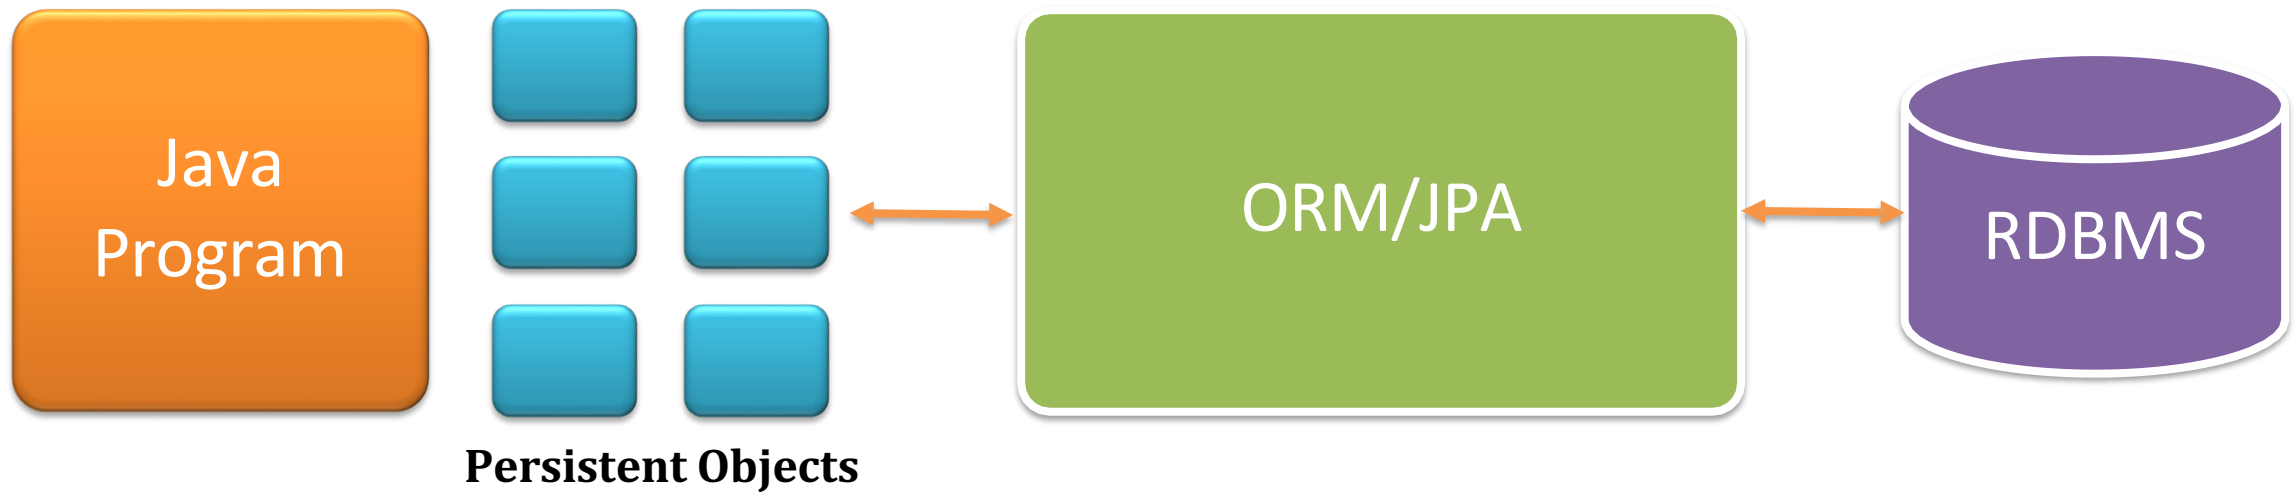 Java
Program
Persistent Objects
ORM/JPA
RDBMS